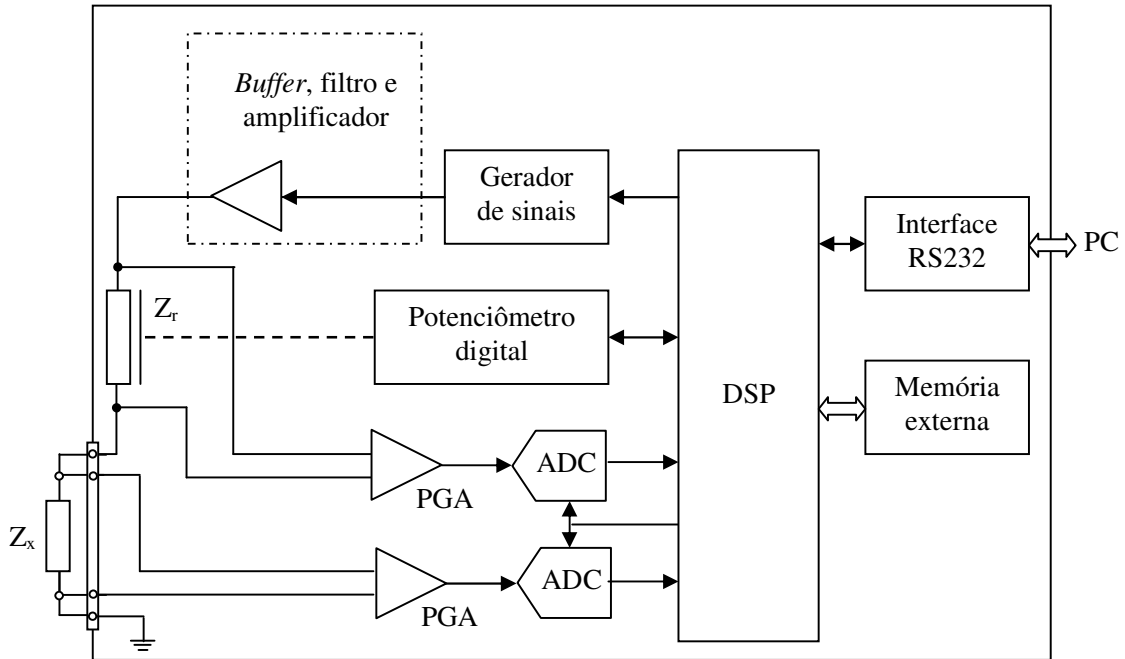 Buffer, filtro e
amplificador
Gerador
de sinais
Interface
RS232
PC
Zr
Potenciômetro
digital
DSP
Memória
externa
ADC
PGA
Zx
ADC
PGA